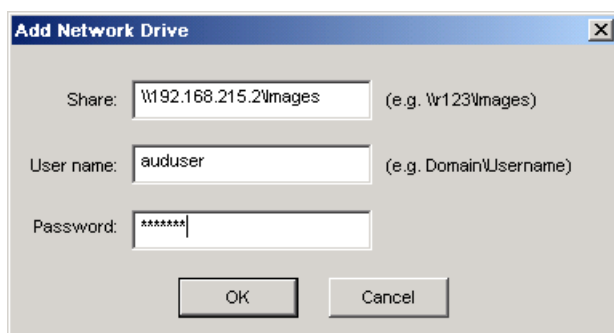 Add Network Drive
Share: \\192.168.215.2\Images (e.g. \\r123\Images)
User name: auduser (e.g. Domain\Username)
Password: *******
OK Cancel